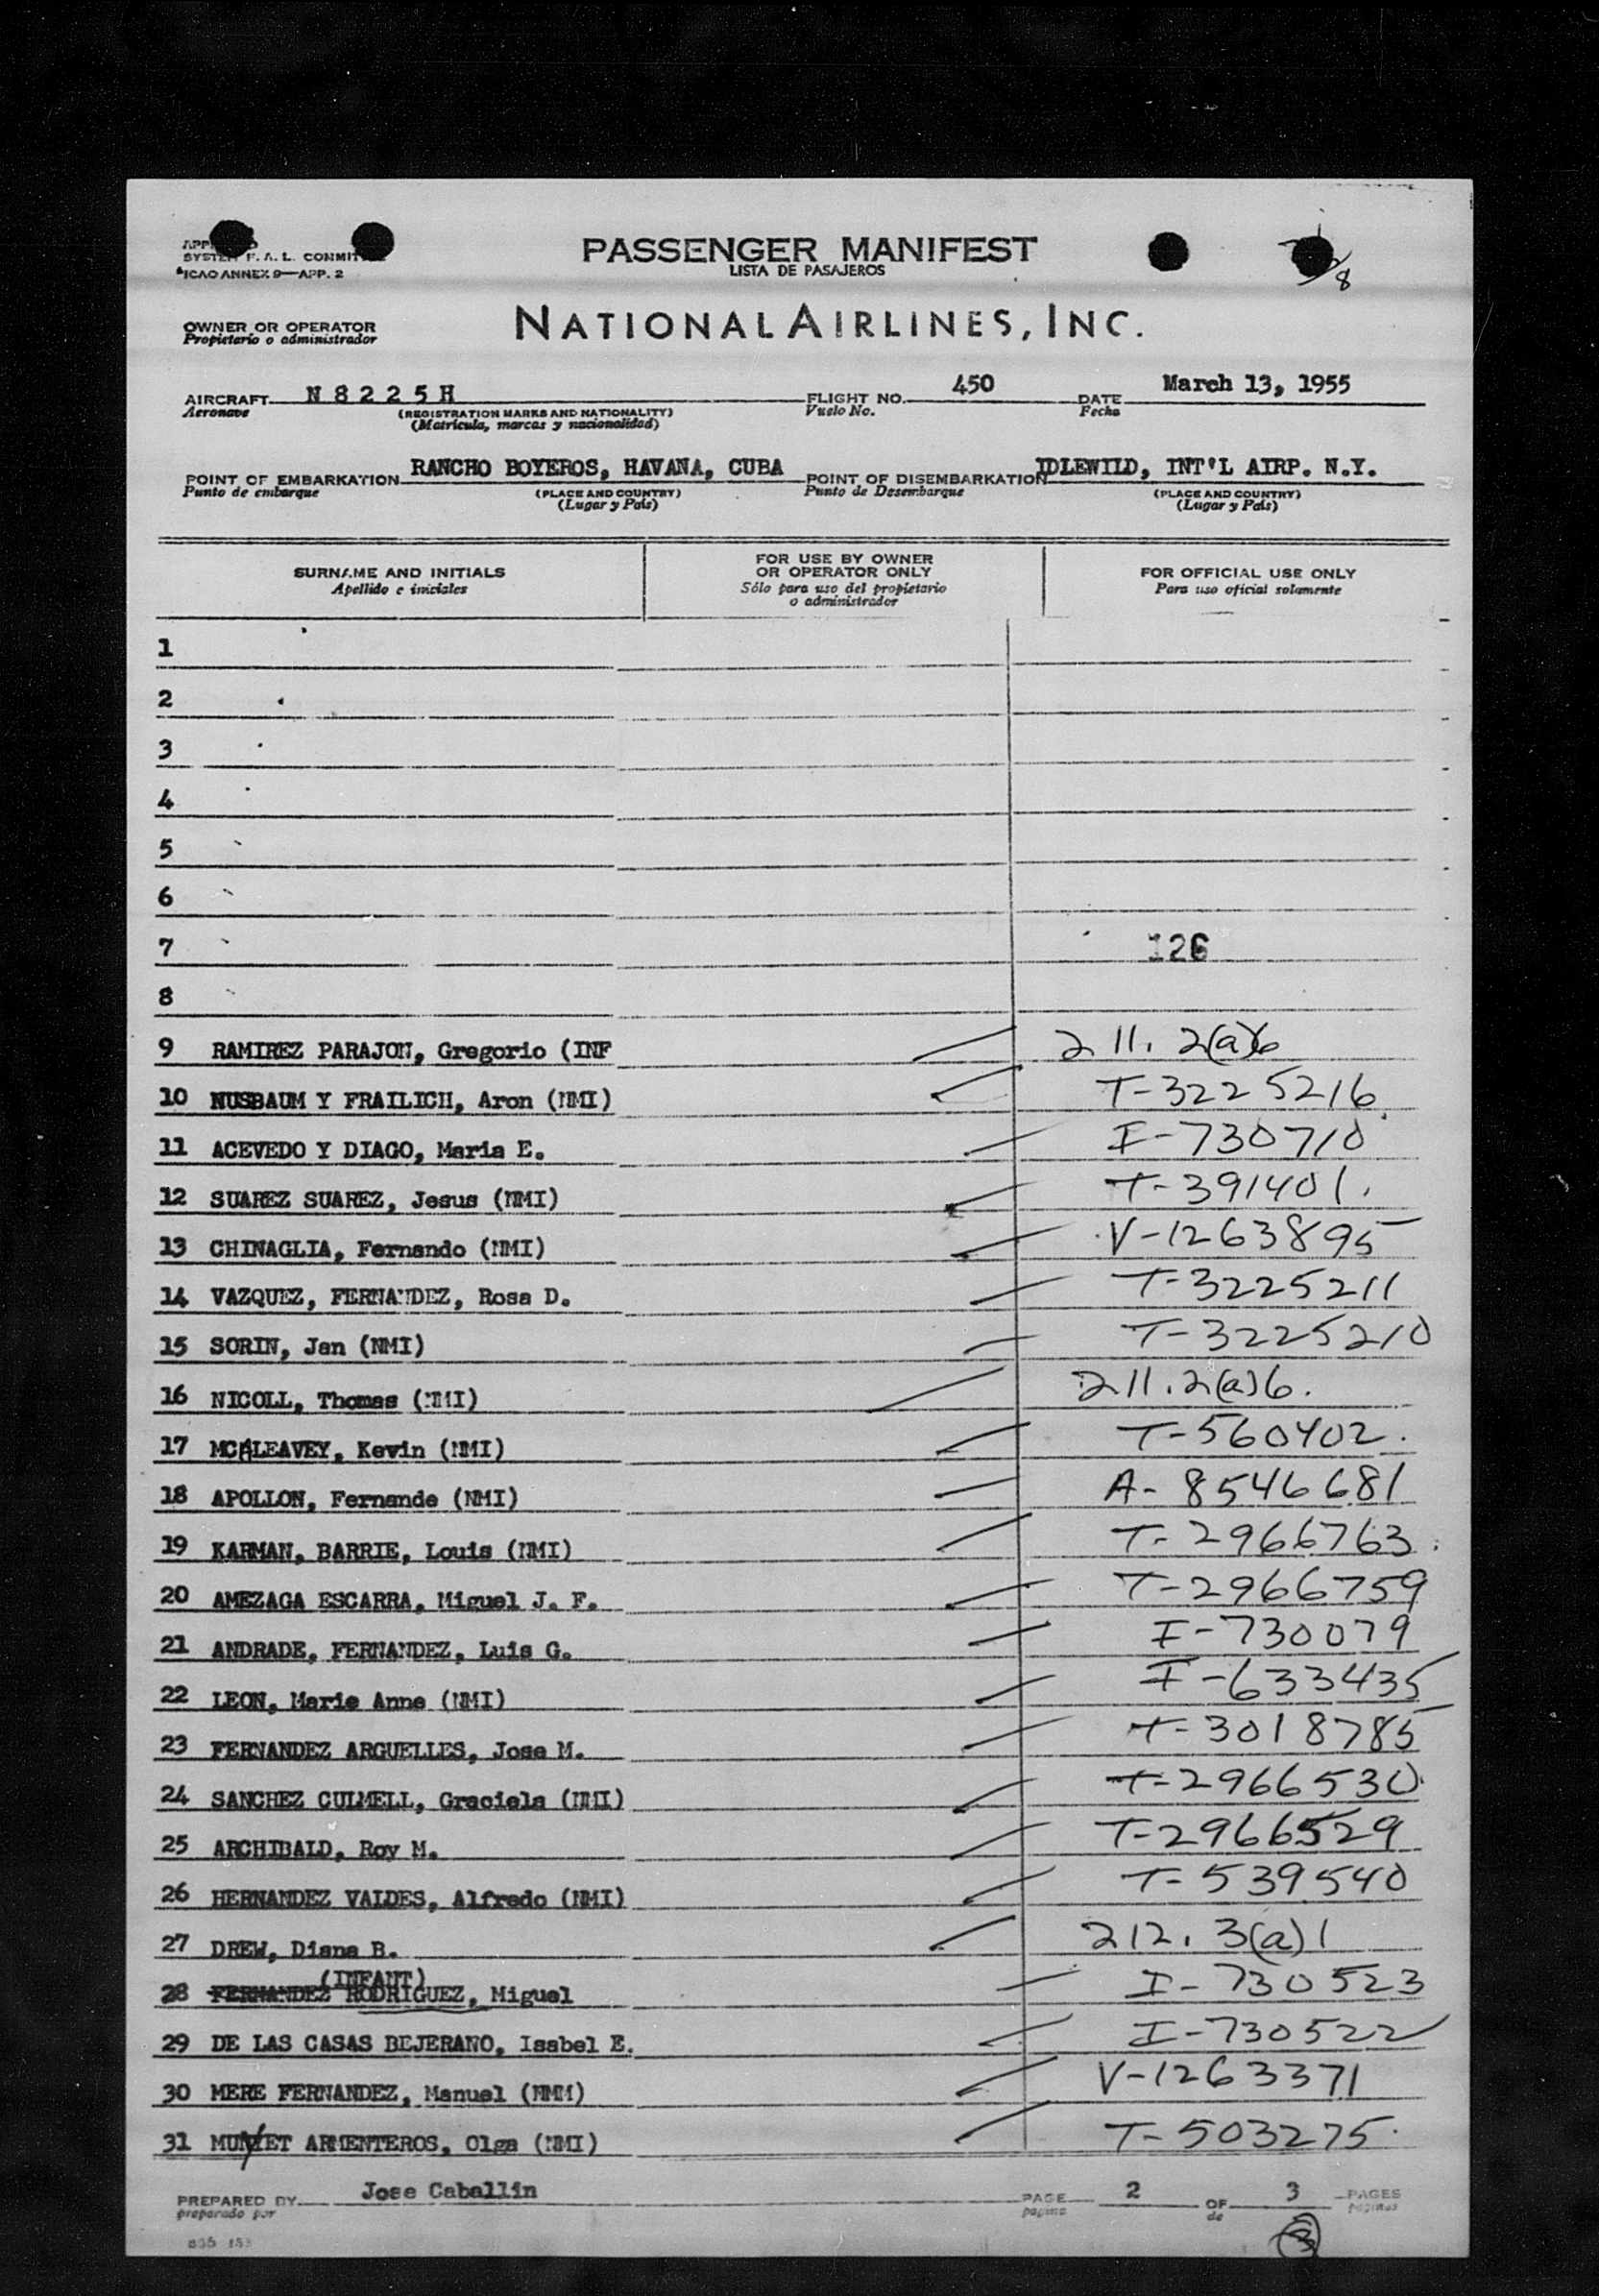 PASSENGER MANIFEST
LISTA DE PASAJEROS
SYSTEM F. A. L. COMMITTEE
ICAO ANNEX 9—APP. 2
8
OWNER OR OPERATOR
Propietario o administrador
NATIONAL AIRLINES, INC.
AIRCRAFT N 8 2 2 5 H FLIGHT NO. 450 DATE March 13, 1955
Aeronave (REGISTRATION MARKS AND NATIONALITY) Vuelo No. Fecha
(Matricula, marcas y nacionalidad)
POINT OF EMBARKATION RANCHO BOYEROS, HAVANA, CUBA POINT OF DISEMBARKATION IDLEWILD, INT'L AIRP. N.Y.
Punto de embarque (PLACE AND COUNTRY) Punto de Desembarque (PLACE AND COUNTRY)
(Lugar y País) (Lugar y País)
SURNAME AND INITIALS
Apellido e iniciales
FOR USE BY OWNER
OR OPERATOR ONLY
Sólo para uso del propietario
o administrador
FOR OFFICIAL USE ONLY
Para uso oficial solamente
1
2
3
4
5
6
7 126
8
9 RAMIREZ PARAJON, Gregorio (INF 211. 2(a)6
10 NUSBAUM Y FRAILICH, Aron (NMI) T-3225216
11 ACEVEDO Y DIAGO, Maria E. I-730710
12 SUAREZ SUAREZ, Jesus (NMI) T-391401.
13 CHINAGLIA, Fernando (NMI) V-1263895
14 VAZQUEZ, FERNANDEZ, Rosa D. T-3225211
15 SORIN, Jan (NMI) T-3225210
16 NICOLL, Thomas (NMI) 211.2(a)6.
17 MCALEAVEY, Kevin (NMI) T-560402.
18 APOLLON, Fernande (NMI) A-8546681
19 KARMAN, BARRIE, Louis (NMI) T-2966763
20 AMEZAGA ESCARRA, Miguel J. F. T-2966759
21 ANDRADE, FERNANDEZ, Luis G. I-730079
22 LEON, Marie Anne (NMI) I-633435
23 FERNANDEZ ARGUELLES, Jose M. T-3018785
24 SANCHEZ CULMELL, Graciela (NMI) T-2966530
25 ARCHIBALD, Roy M. T-2966529
26 HERNANDEZ VALDES, Alfredo (NMI) T-539540
27 DREW, Diana B. 212. 3(a)1
(INFANT)
28 FERNANDEZ RODRIGUEZ, Miguel I-730523
29 DE LAS CASAS BEJERANO, Isabel E. I-730522
30 MERE FERNANDEZ, Manuel (NMM) V-1263371
31 MUNYET ARMENTEROS, Olga (NMI) T-503275.
PREPARED BY Jose Caballin PAGE 2 OF 3 PAGES
preparado por pagina de paginas
3